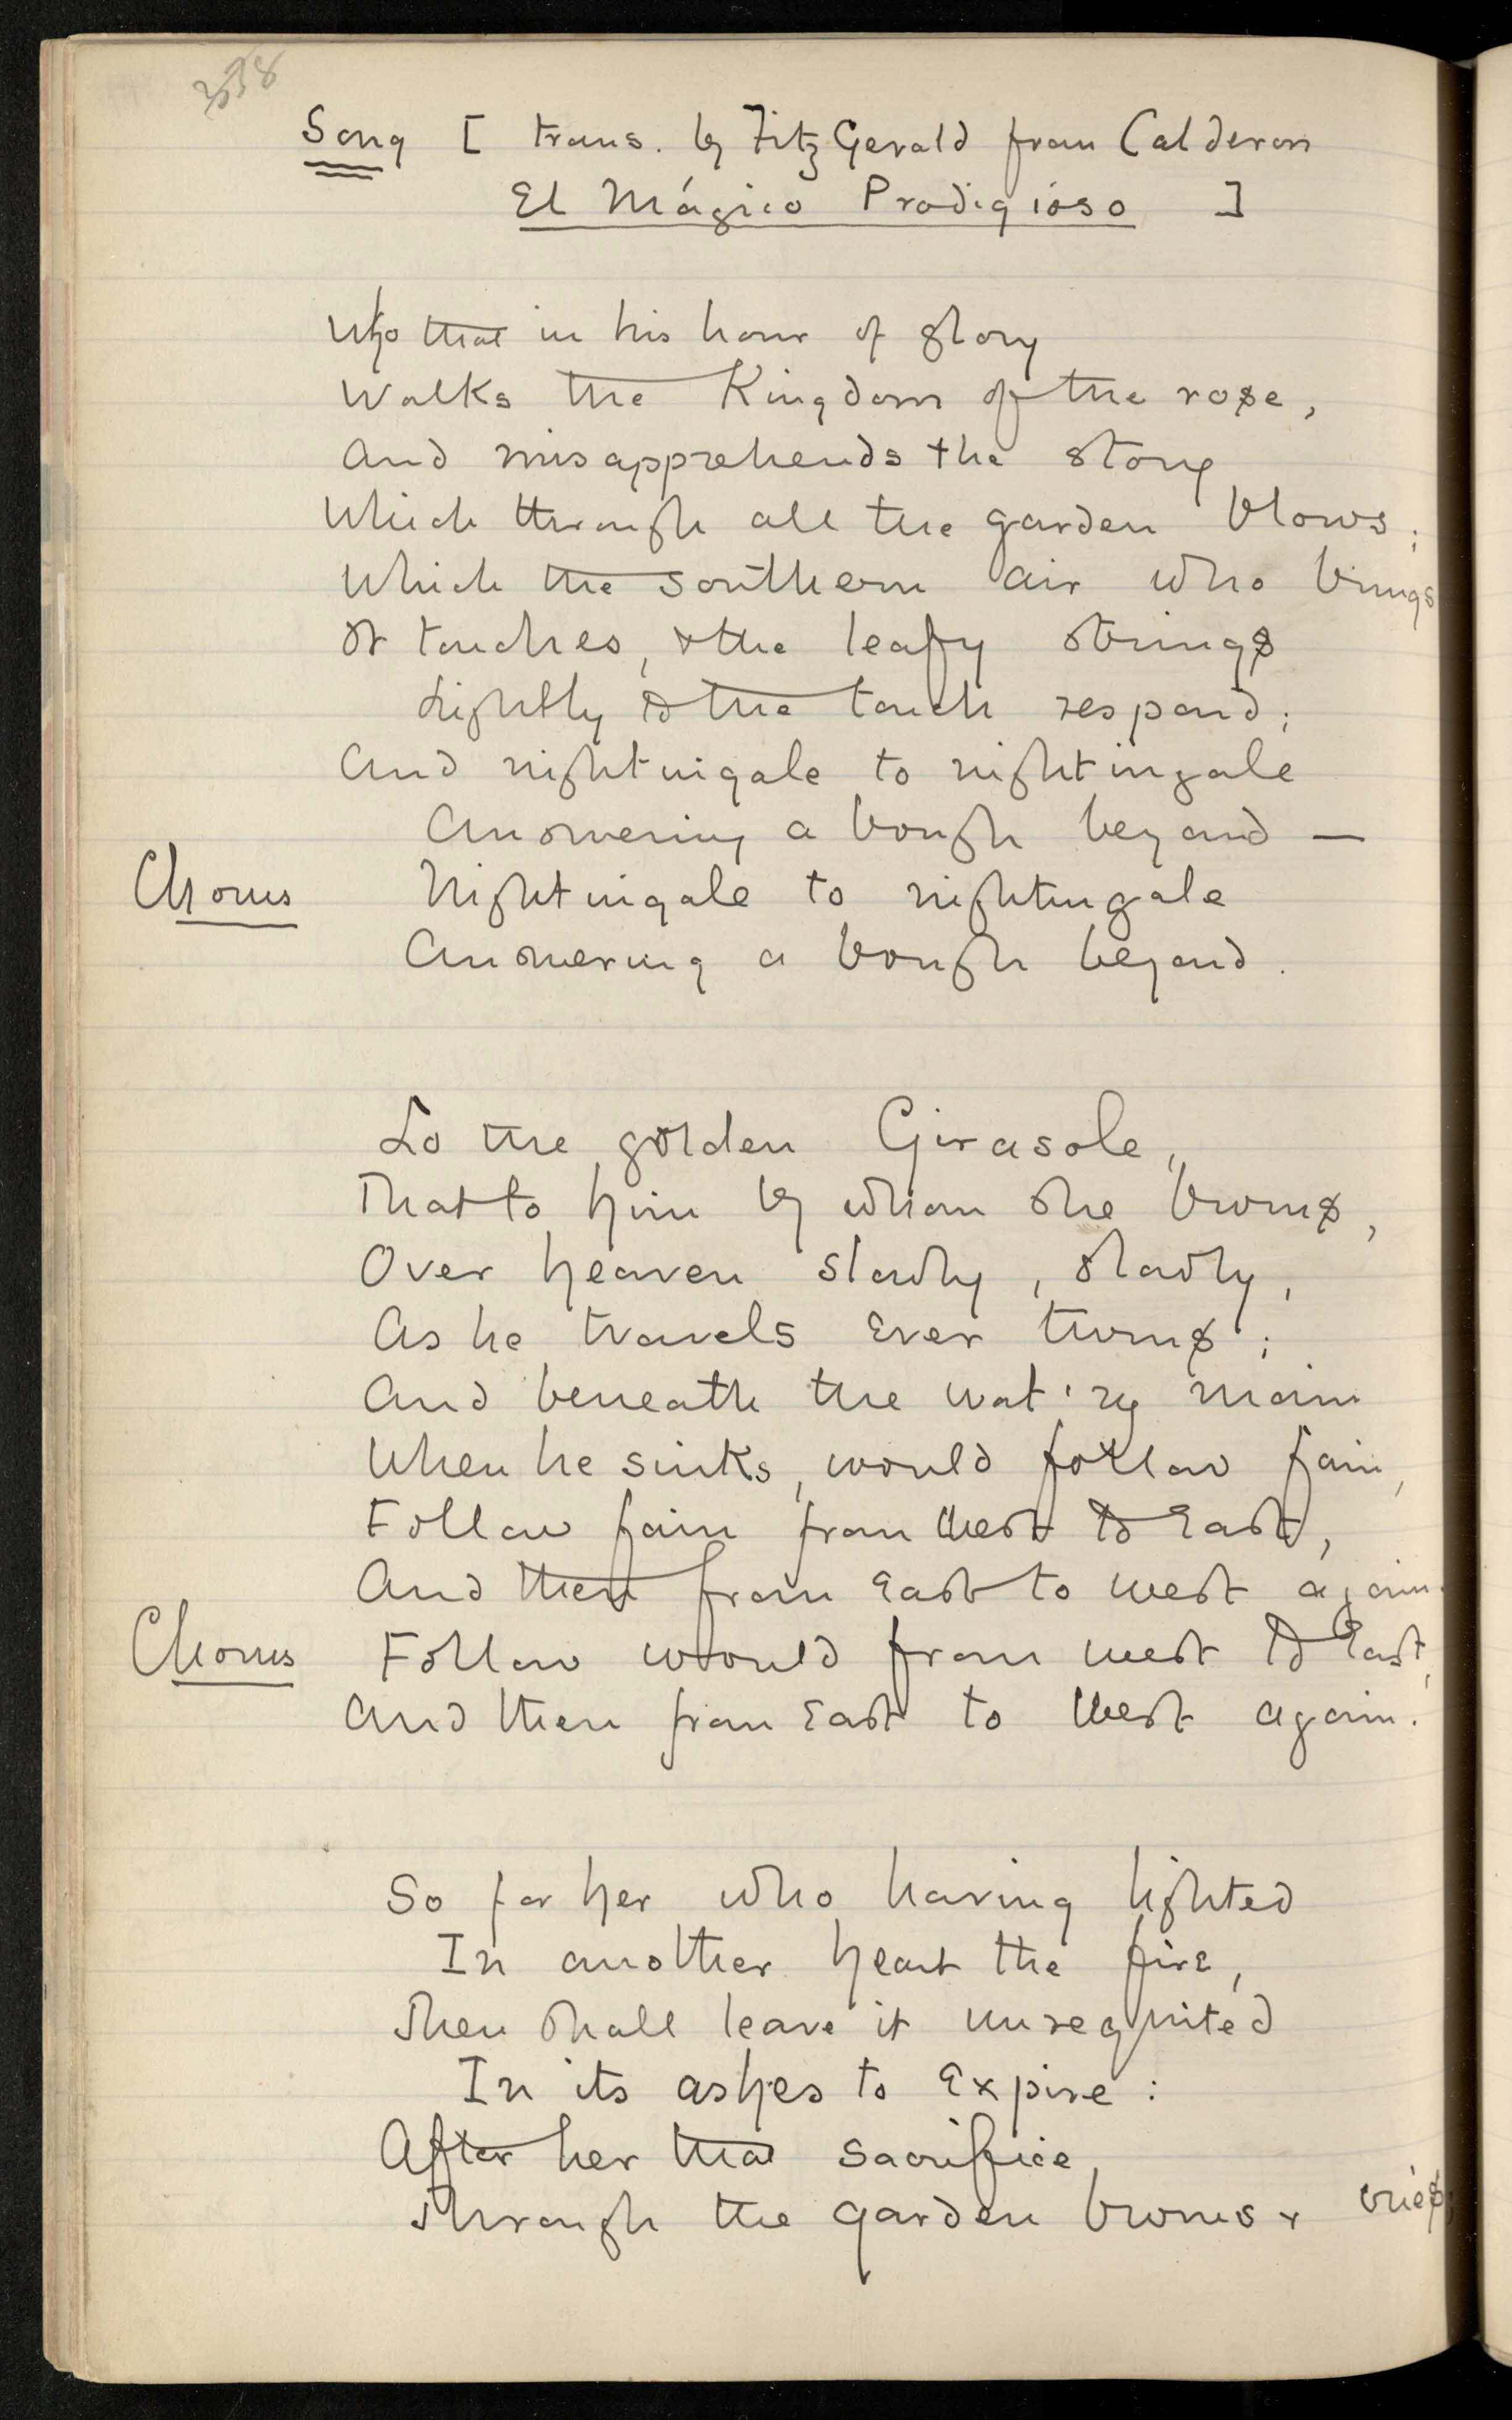 338
Song [ trans. by FitzGerald from Calderon
El Mágico Prodigioso ]
Who that in his hour of glory
Walks the Kingdom of the rose,
And misapprehends the story
Which through all the garden blows;
Which the southern air who brings
It touches, & the leafy strings
Lightly to the touch respond;
And nightingale to nightingale
Answering a bough beyond —
Chorus Nightingale to nightingale
Answering a bough beyond.
Lo the golden Girasole,
That to him by whom she burns,
Over heaven slowly, slowly,
As he travels ever turns;
And beneath the wat'ry main
When he sinks, would follow fain,
Follow fain from West to East,
And then from East to West again.
Chorus Follow would from West to East,
And then from East to West again.
So for her who having lighted
In another heart the fire,
Then shall leave it unrequited
In its ashes to expire:
After her that sacrifice
Through the garden burns & cries;